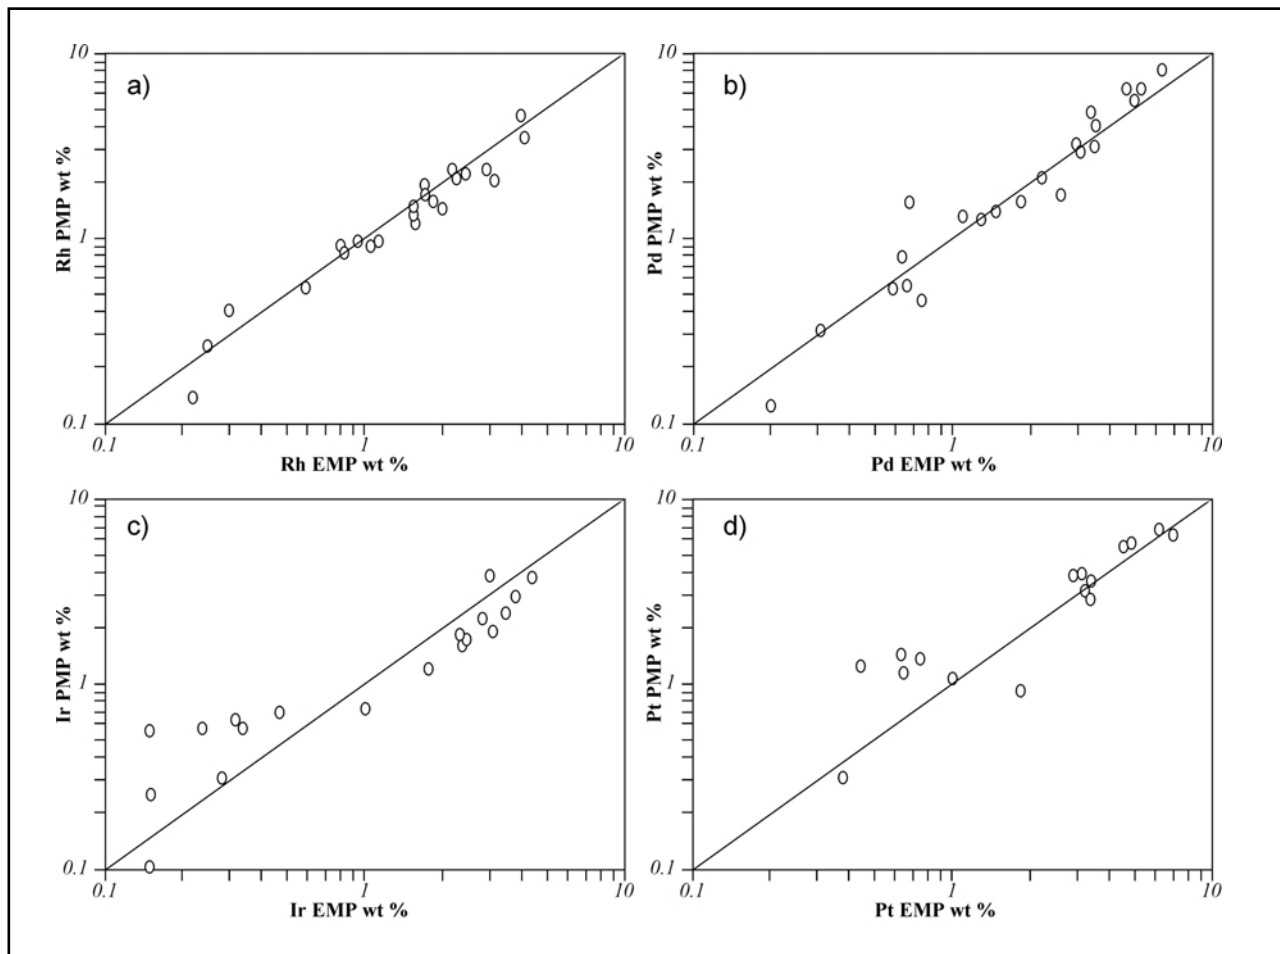 10
a)
Rh PMP wt %
1
0.1
0.1
1
10
Rh EMP wt %
10
b)
Pd PMP wt %
1
0.1
0.1
1
10
Pd EMP wt %
10
c)
Ir PMP wt %
1
0.1
0.1
1
10
Ir EMP wt %
10
d)
Pt PMP wt %
1
0.1
0.1
1
10
Pt EMP wt %